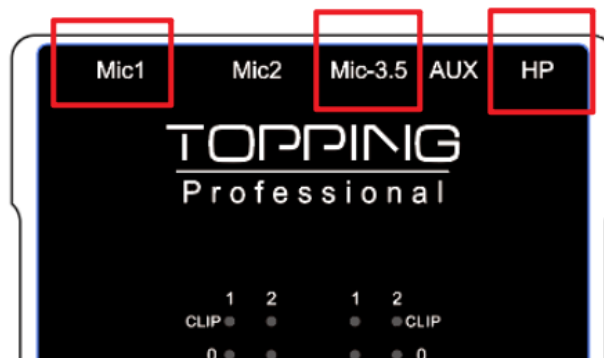 Mic1 Mic2 Mic-3.5 AUX HP
TOPPING
Professional
1 2 1 2
CLIP CLIP
0 0